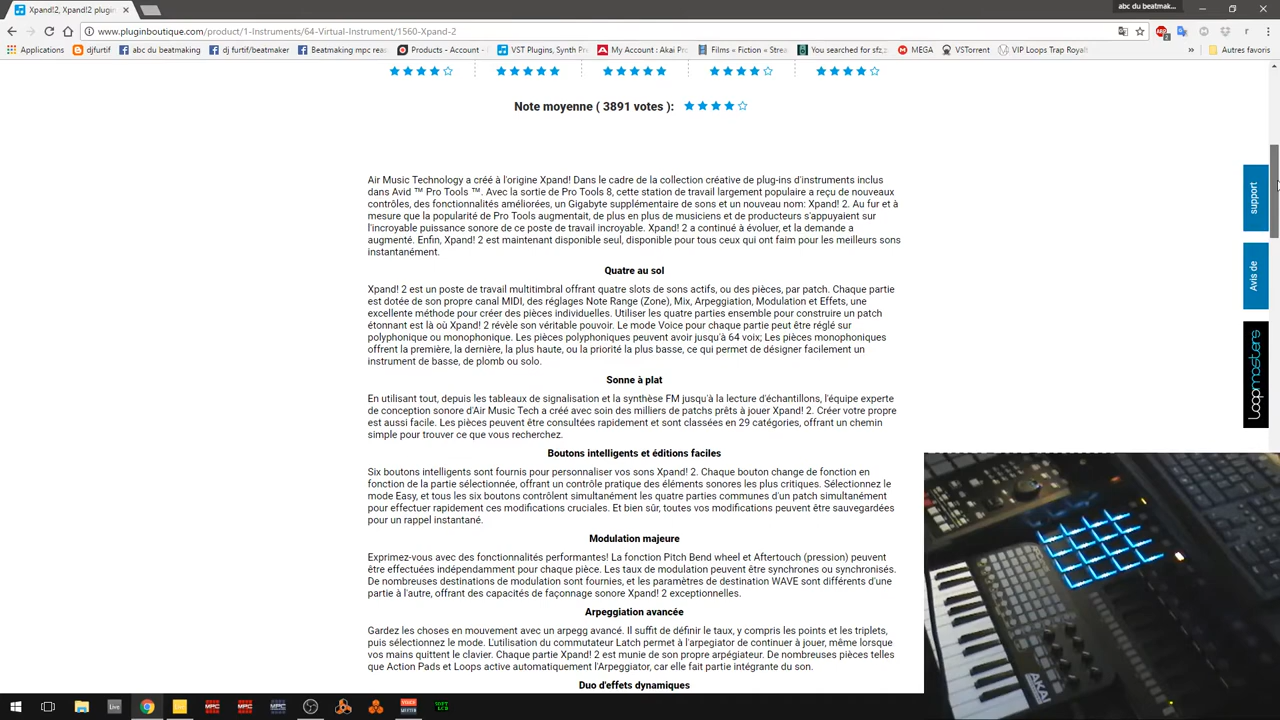 Xpand!2, Xpand!2 plugin
abc du beatmak...
www.pluginboutique.com/product/1-Instruments/64-Virtual-Instrument/1560-Xpand-2
Applications
djfurtif
abc du beatmaking
dj furtif/beatmaker
Beatmaking mpc rea
Products - Account -
VST Plugins, Synth Pr
My Account : Akai Pr
Films « Fiction « Stre
You searched for sfz,
MEGA
VSTorrent
VIP Loops Trap Royal
»
Autres favoris
Note moyenne ( 3891 votes ):
Air Music Technology a créé à l'origine Xpand! Dans le cadre de la collection créative de plug-ins d'instruments inclus
dans Avid ™ Pro Tools ™. Avec la sortie de Pro Tools 8, cette station de travail largement populaire a reçu de nouveaux
contrôles, des fonctionnalités améliorées, un Gigabyte supplémentaire de sons et un nouveau nom: Xpand! 2. Au fur et à
mesure que la popularité de Pro Tools augmentait, de plus en plus de musiciens et de producteurs s'appuyaient sur
l'incroyable puissance sonore de ce poste de travail incroyable. Xpand! 2 a continué à évoluer, et la demande a
augmenté. Enfin, Xpand! 2 est maintenant disponible seul, disponible pour tous ceux qui ont faim pour les meilleurs sons
instantanément.
Quatre au sol
Xpand! 2 est un poste de travail multitimbral offrant quatre slots de sons actifs, ou des pièces, par patch. Chaque partie
est dotée de son propre canal MIDI, des réglages Note Range (Zone), Mix, Arpeggiation, Modulation et Effets, une
excellente méthode pour créer des pièces individuelles. Utiliser les quatre parties ensemble pour construire un patch
étonnant est là où Xpand! 2 révèle son véritable pouvoir. Le mode Voice pour chaque partie peut être réglé sur
polyphonique ou monophonique. Les pièces polyphoniques peuvent avoir jusqu'à 64 voix; Les pièces monophoniques
offrent la première, la dernière, la plus haute, ou la priorité la plus basse, ce qui permet de désigner facilement un
instrument de basse, de plomb ou solo.
Sonne à plat
En utilisant tout, depuis les tableaux de signalisation et la synthèse FM jusqu'à la lecture d'échantillons, l'équipe experte
de conception sonore d'Air Music Tech a créé avec soin des milliers de patchs prêts à jouer Xpand! 2. Créer votre propre
est aussi facile. Les pièces peuvent être consultées rapidement et sont classées en 29 catégories, offrant un chemin
simple pour trouver ce que vous recherchez.
Boutons intelligents et éditions faciles
Six boutons intelligents sont fournis pour personnaliser vos sons Xpand! 2. Chaque bouton change de fonction en
fonction de la partie sélectionnée, offrant un contrôle pratique des éléments sonores les plus critiques. Sélectionnez le
mode Easy, et tous les six boutons contrôlent simultanément les quatre parties communes d'un patch simultanément
pour effectuer rapidement ces modifications cruciales. Et bien sûr, toutes vos modifications peuvent être sauvegardées
pour un rappel instantané.
Modulation majeure
Exprimez-vous avec des fonctionnalités performantes! La fonction Pitch Bend wheel et Aftertouch (pression) peuvent
être effectuées indépendamment pour chaque pièce. Les taux de modulation peuvent être synchrones ou synchronisés.
De nombreuses destinations de modulation sont fournies, et les paramètres de destination WAVE sont différents d'une
partie à l'autre, offrant des capacités de façonnage sonore Xpand! 2 exceptionnelles.
Arpeggiation avancée
Gardez les choses en mouvement avec un arpegg avancé. Il suffit de définir le taux, y compris les points et les triplets,
puis sélectionnez le mode. L'utilisation du commutateur Latch permet à l'arpegiator de continuer à jouer, même lorsque
vos mains quittent le clavier. Chaque partie Xpand! 2 est munie de son propre arpégiateur. De nombreuses pièces telles
que Action Pads et Loops active automatiquement l'Arpeggiator, car elle fait partie intégrante du son.
Duo d'effets dynamiques
support
Avis de
loopmasters
AKAI
Live
MPC
MPC
MPC